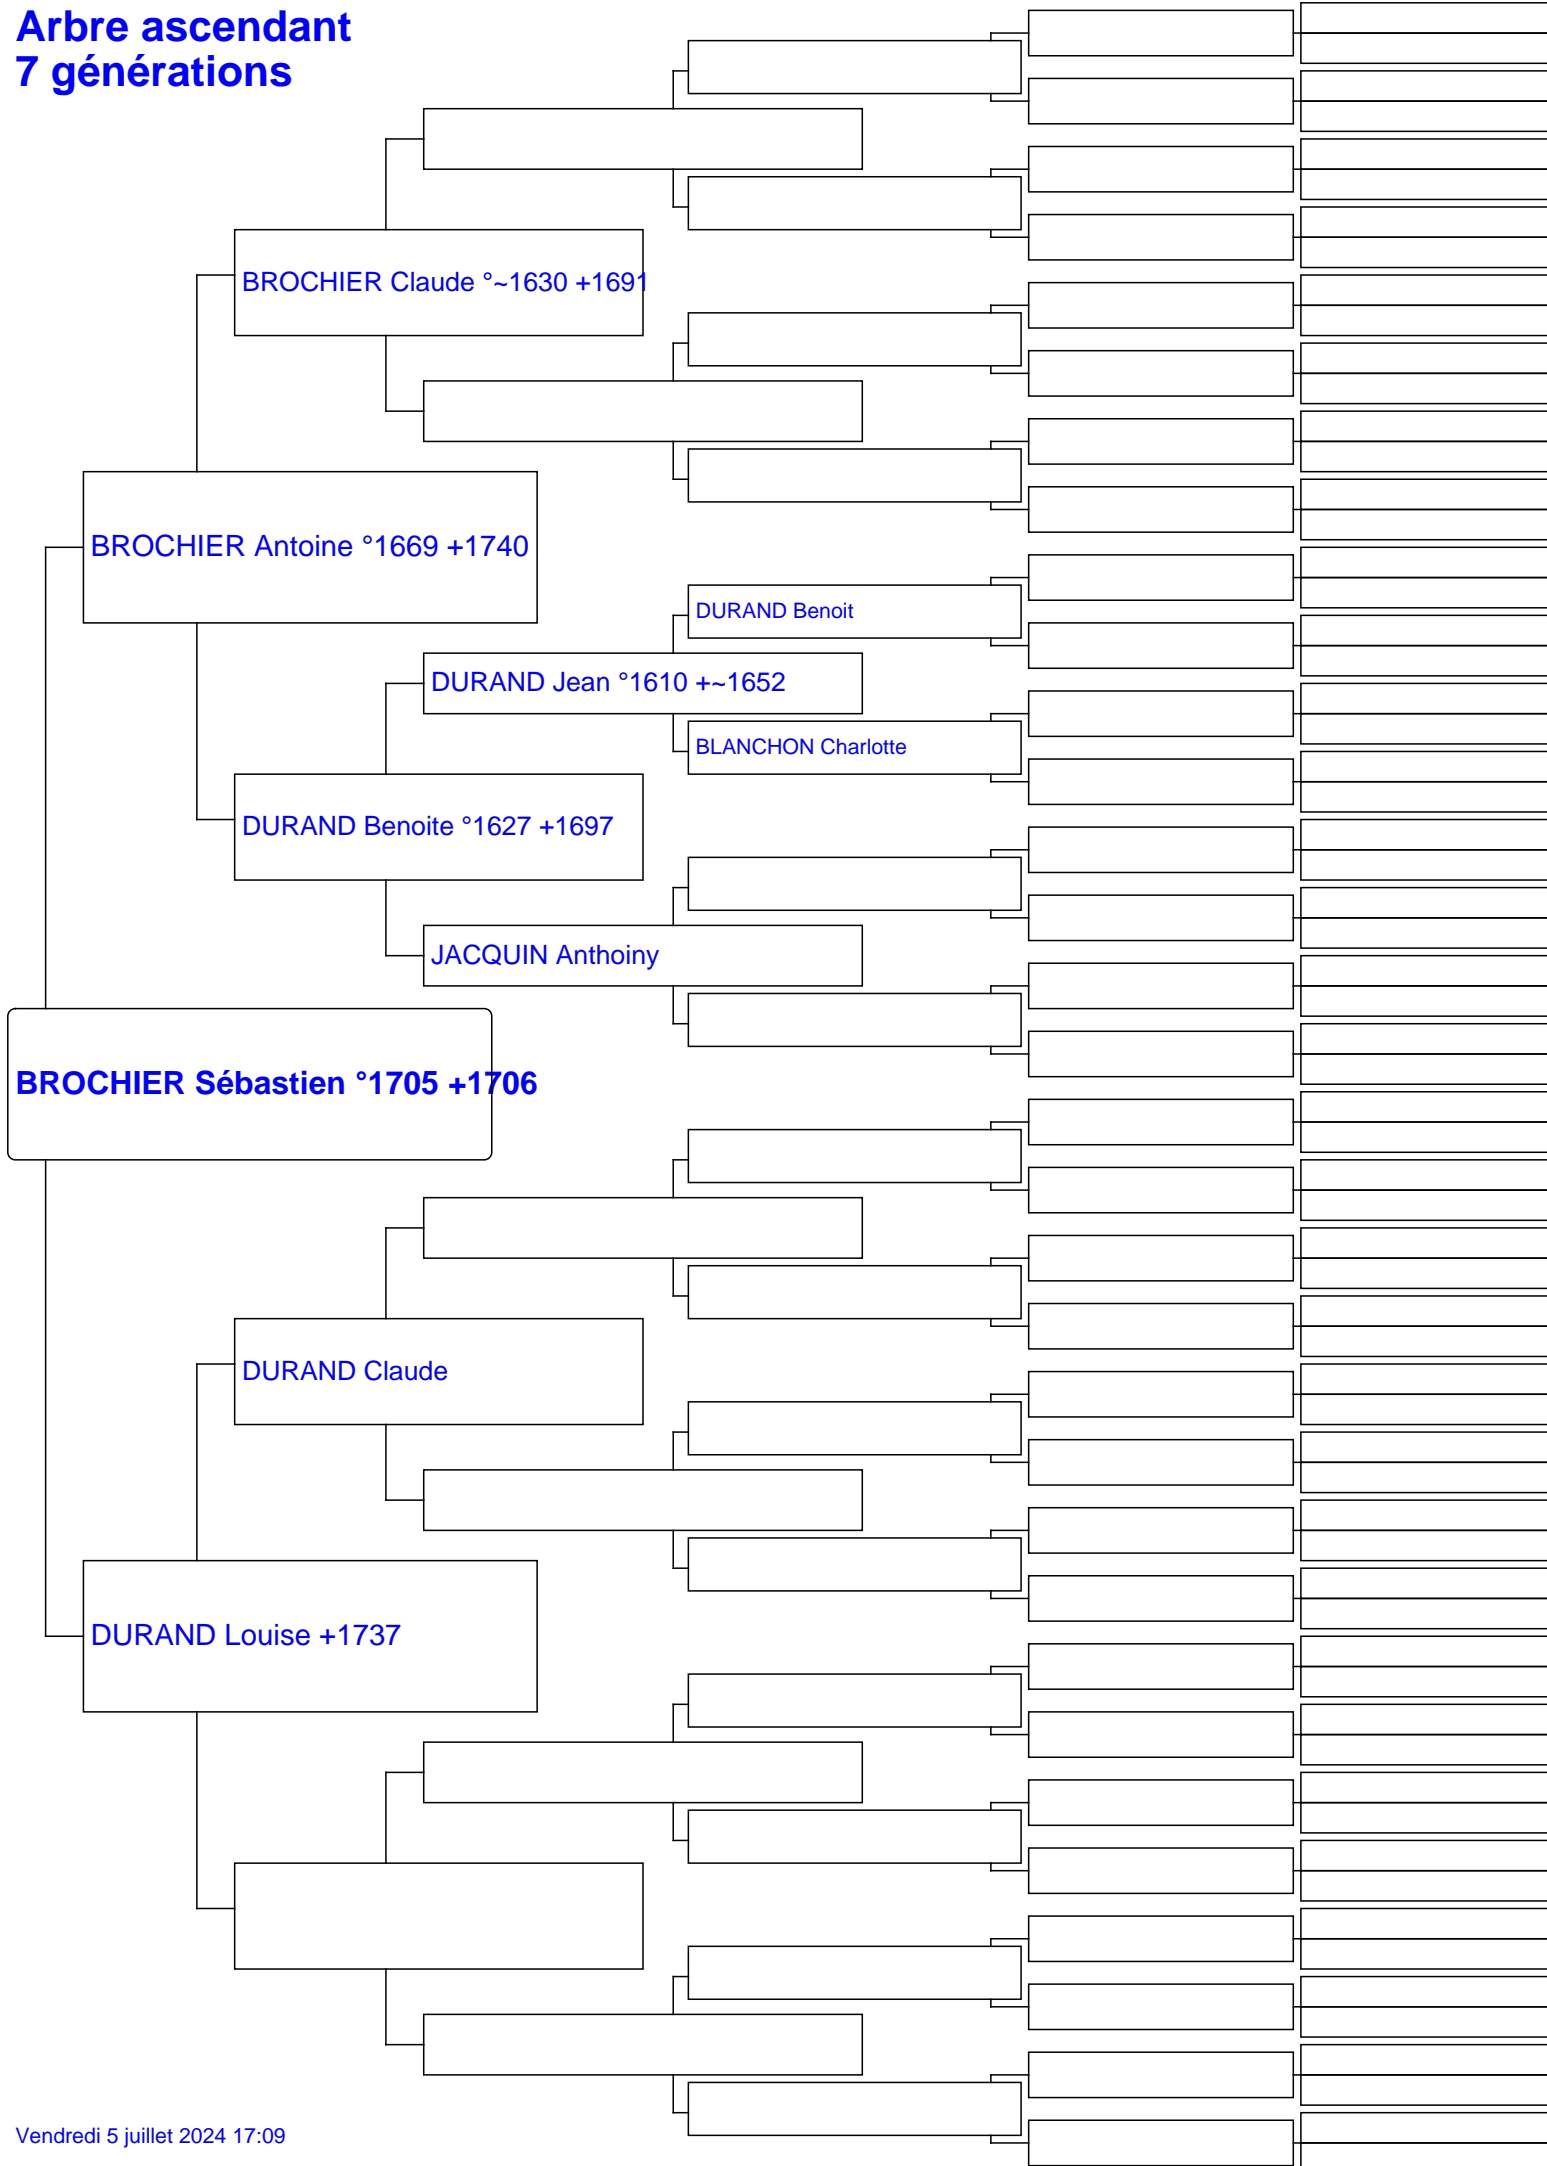 Arbre ascendant
7 générations
BROCHIER Claude °~1630 +1691
BROCHIER Antoine °1669 +1740
DURAND Benoit
DURAND Jean °1610 +~1652
BLANCHON Charlotte
DURAND Benoite °1627 +1697
JACQUIN Anthoiny
BROCHIER Sébastien °1705 +1706
DURAND Claude
DURAND Louise +1737
Vendredi 5 juillet 2024 17:09